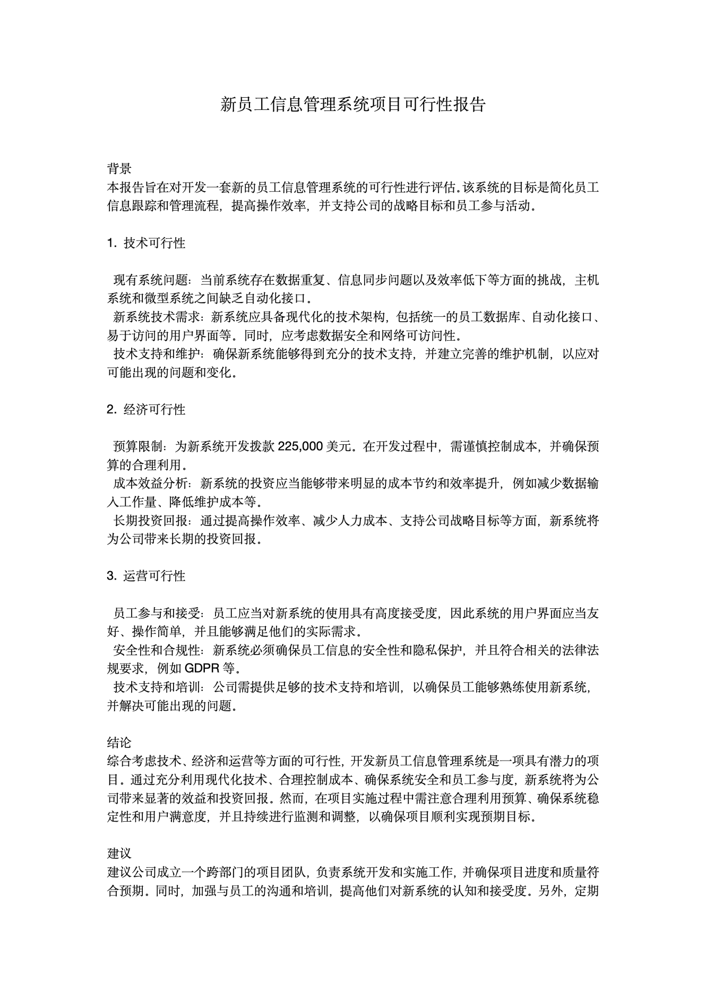 新员工信息管理系统项目可行性报告
背景
本报告旨在对开发一套新的员工信息管理系统的可行性进行评估。该系统的目标是简化员工
信息跟踪和管理流程，提高操作效率，并支持公司的战略目标和员工参与活动。
1. 技术可行性
现有系统问题：当前系统存在数据重复、信息同步问题以及效率低下等方面的挑战，主机
系统和微型系统之间缺乏自动化接口。
新系统技术需求：新系统应具备现代化的技术架构，包括统一的员工数据库、自动化接口、
易于访问的用户界面等。同时，应考虑数据安全和网络可访问性。
技术支持和维护：确保新系统能够得到充分的技术支持，并建立完善的维护机制，以应对
可能出现的问题和变化。
2. 经济可行性
预算限制：为新系统开发拨款 225,000 美元。在开发过程中，需谨慎控制成本，并确保预
算的合理利用。
成本效益分析：新系统的投资应当能够带来明显的成本节约和效率提升，例如减少数据输
入工作量、降低维护成本等。
长期投资回报：通过提高操作效率、减少人力成本、支持公司战略目标等方面，新系统将
为公司带来长期的投资回报。
3. 运营可行性
员工参与和接受：员工应当对新系统的使用具有高度接受度，因此系统的用户界面应当友
好、操作简单，并且能够满足他们的实际需求。
安全性和合规性：新系统必须确保员工信息的安全性和隐私保护，并且符合相关的法律法
规要求，例如 GDPR 等。
技术支持和培训：公司需提供足够的技术支持和培训，以确保员工能够熟练使用新系统，
并解决可能出现的问题。
结论
综合考虑技术、经济和运营等方面的可行性，开发新员工信息管理系统是一项具有潜力的项
目。通过充分利用现代化技术、合理控制成本、确保系统安全和员工参与度，新系统将为公
司带来显著的效益和投资回报。然而，在项目实施过程中需注意合理利用预算、确保系统稳
定性和用户满意度，并且持续进行监测和调整，以确保项目顺利实现预期目标。
建议
建议公司成立一个跨部门的项目团队，负责系统开发和实施工作，并确保项目进度和质量符
合预期。同时，加强与员工的沟通和培训，提高他们对新系统的认知和接受度。另外，定期